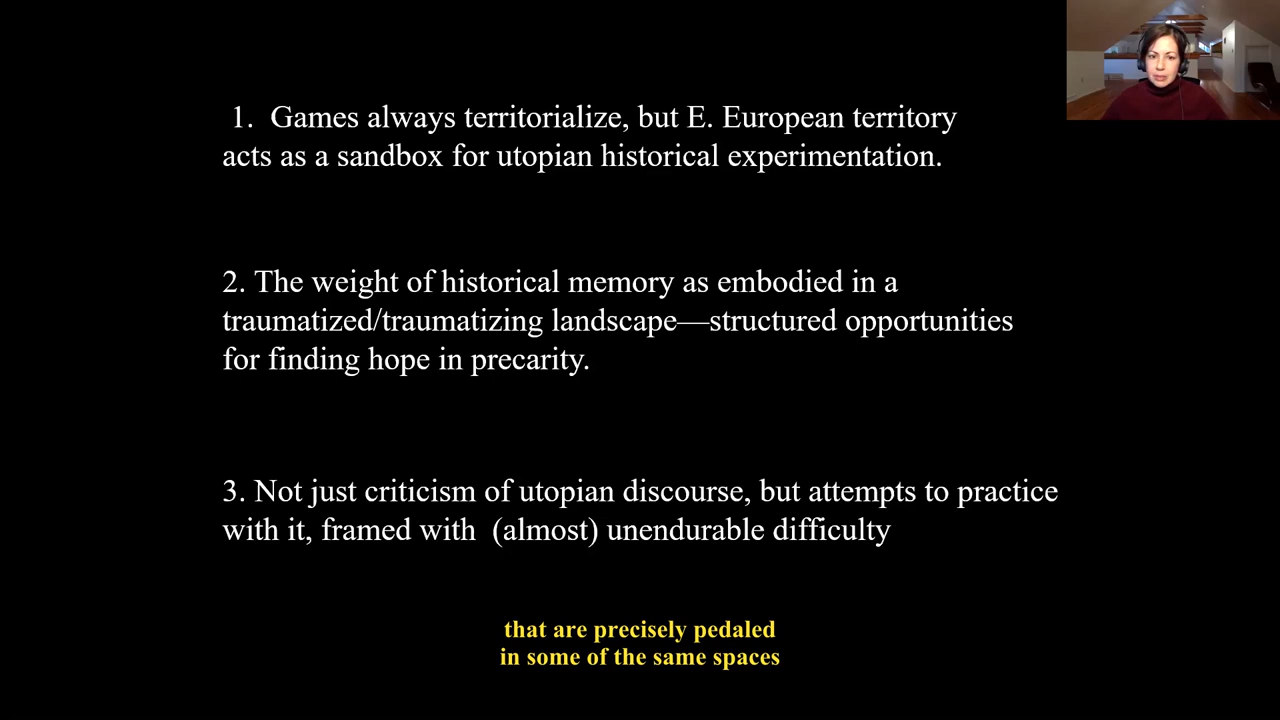 1. Games always territorialize, but E. European territory
acts as a sandbox for utopian historical experimentation.
2. The weight of historical memory as embodied in a
traumatized/traumatizing landscape—structured opportunities
for finding hope in precarity.
3. Not just criticism of utopian discourse, but attempts to practice
with it, framed with (almost) unendurable difficulty
that are precisely pedaled
in some of the same spaces